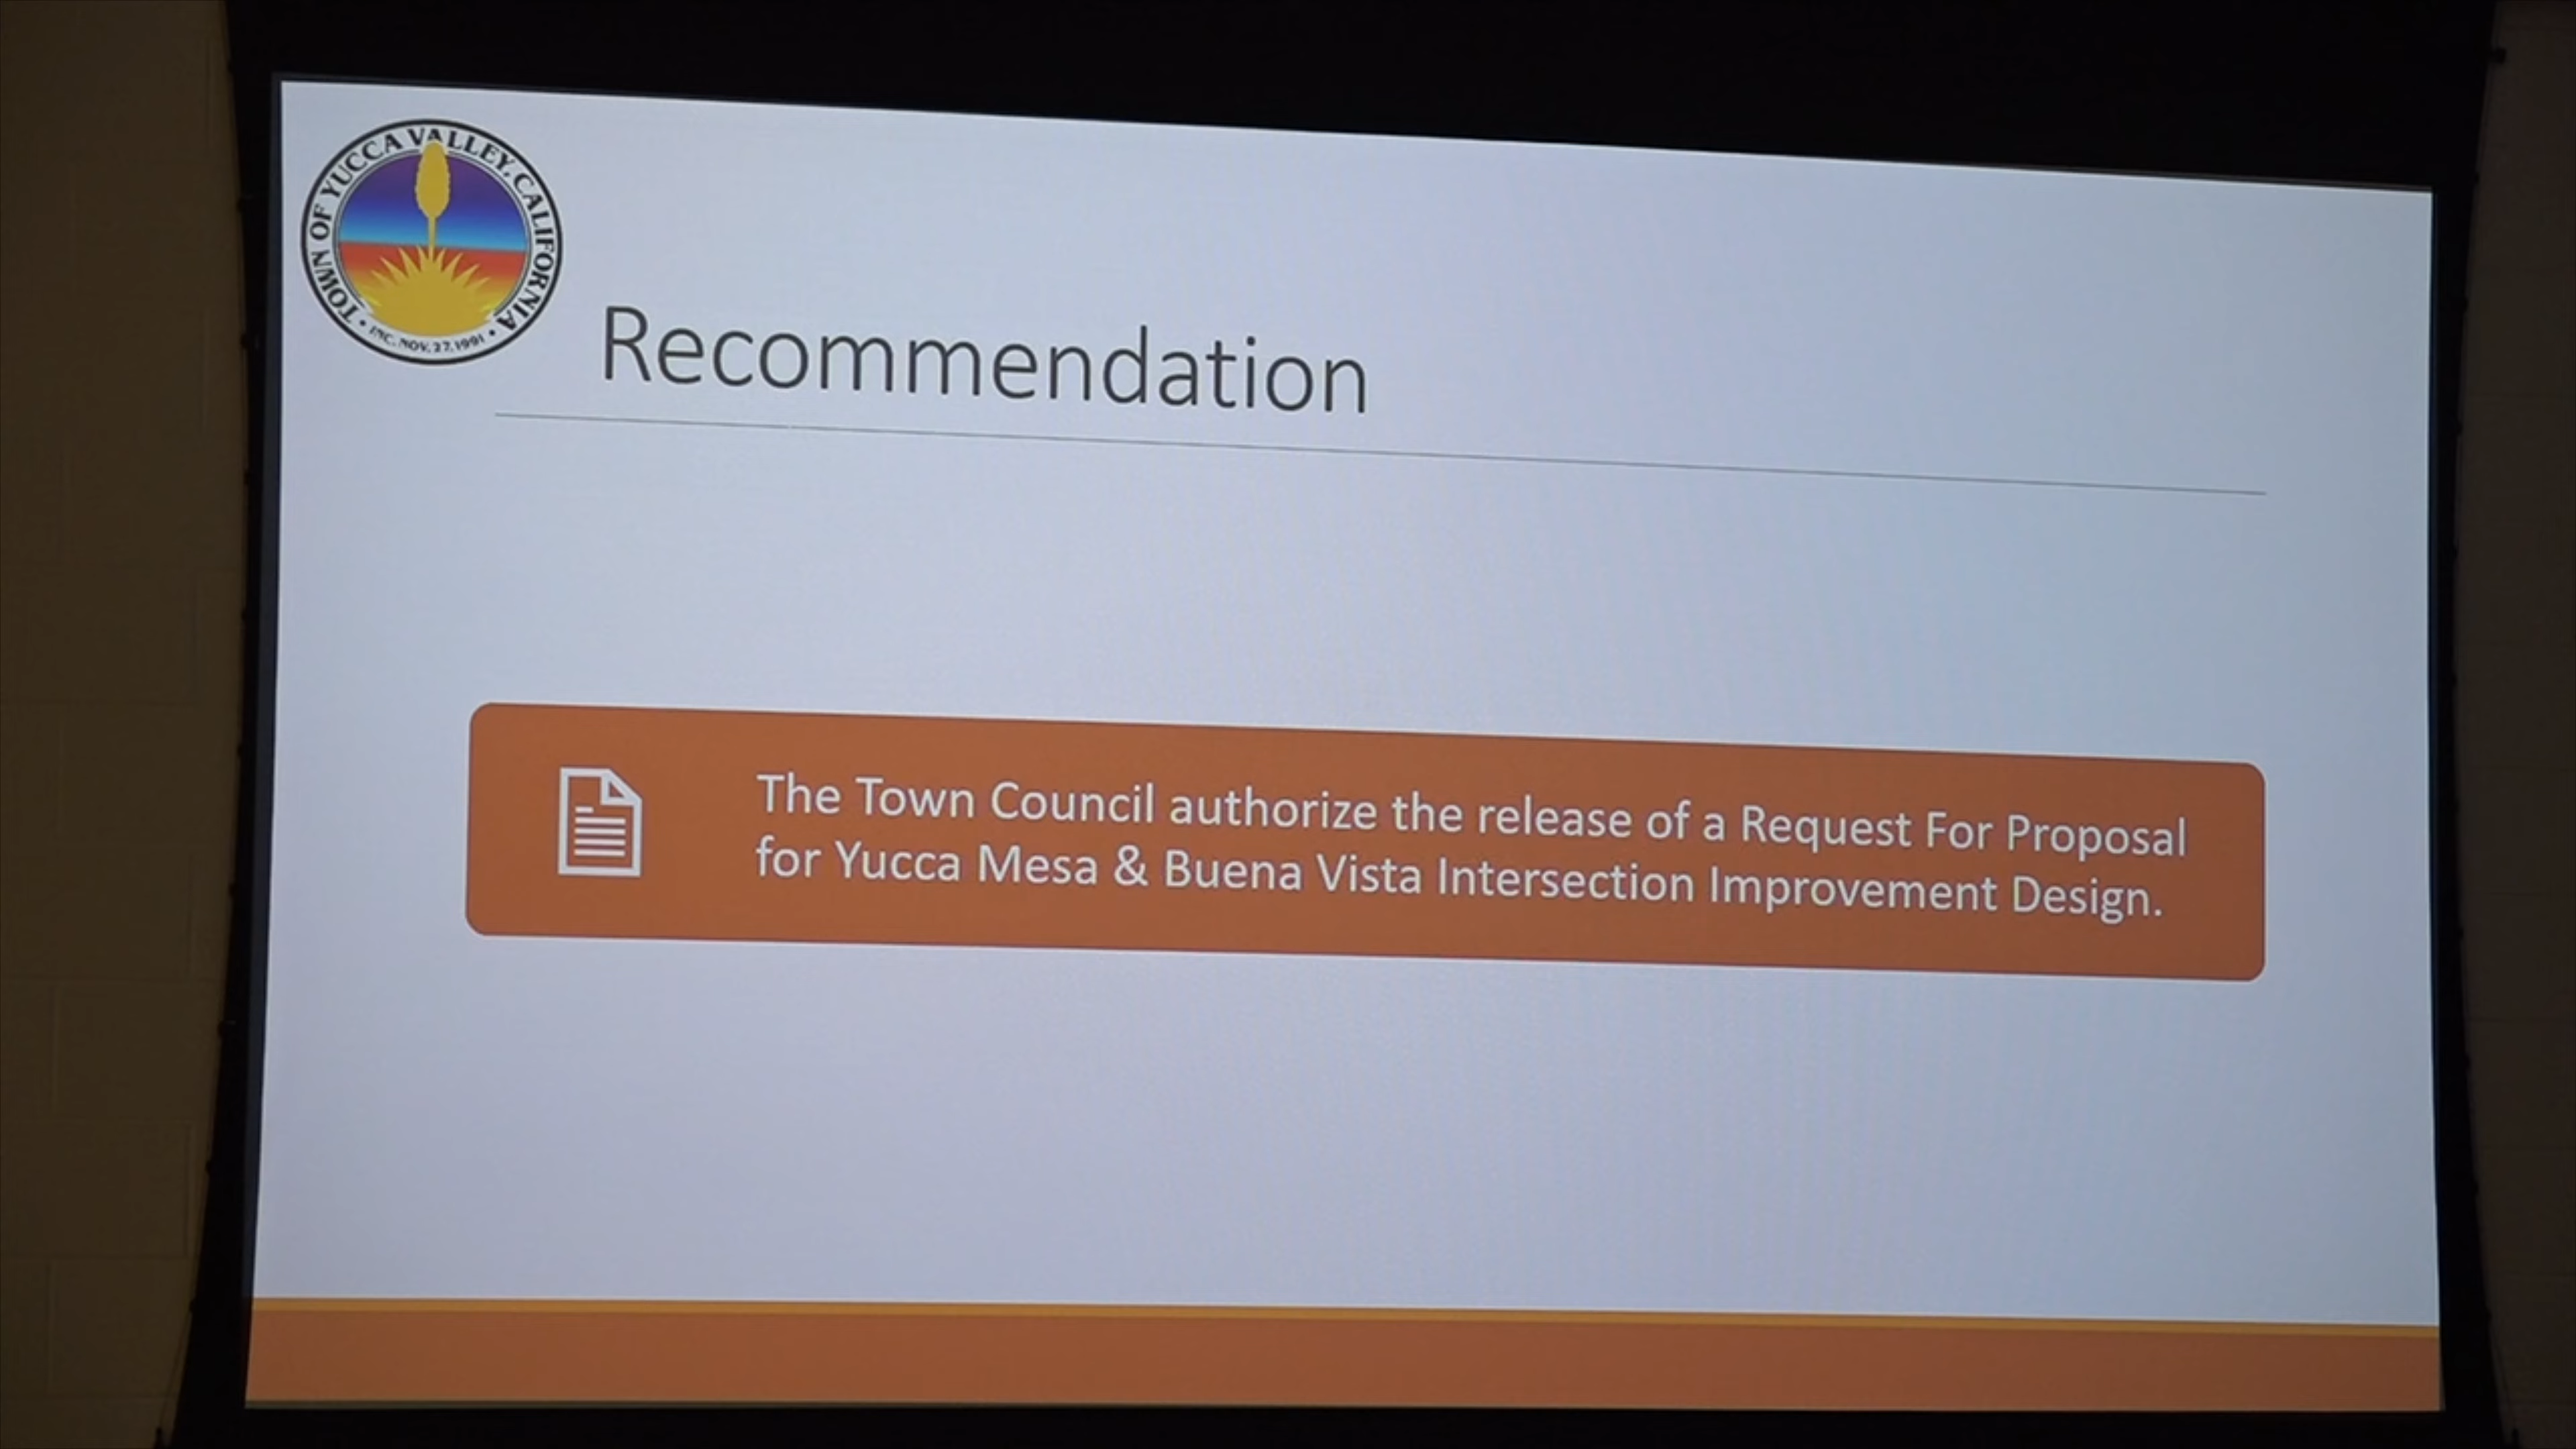 TOWN OF YUCCA VALLEY, CALIFORNIA
• INC. NOV. 27, 1991 •
Recommendation
The Town Council authorize the release of a Request For Proposal
for Yucca Mesa & Buena Vista Intersection Improvement Design.